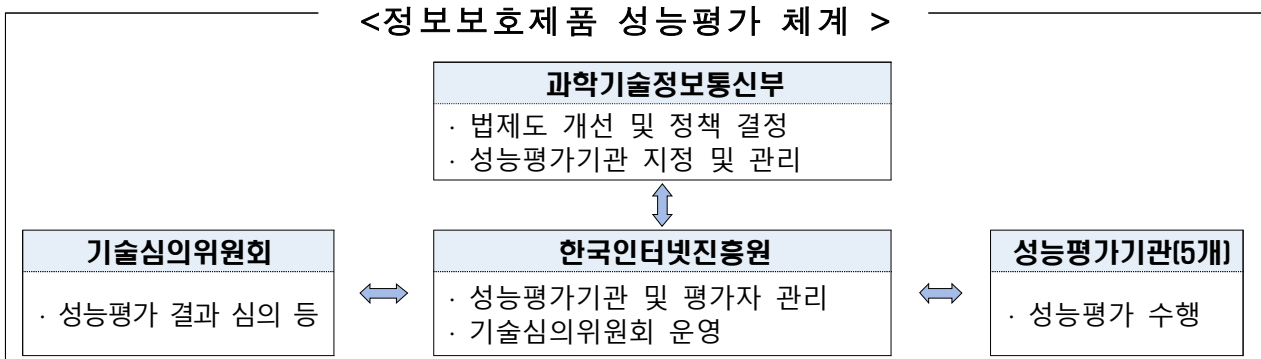 <정보보호제품 성능평가 체계 >
과학기술정보통신부
· 법제도 개선 및 정책 결정
· 성능평가기관 지정 및 관리
기술심의위원회
· 성능평가 결과 심의 등
한국인터넷진흥원
· 성능평가기관 및 평가자 관리
· 기술심의위원회 운영
성능평가기관(5개)
· 성능평가 수행